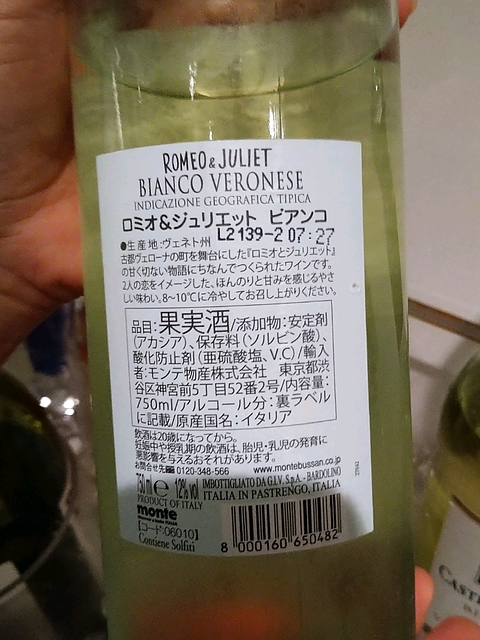 ROMEO & JULIET
BIANCO VERONESE
INDICAZIONE GEOGRAFICA TIPICA
ロミオ&ジュリエット ビアンコ
L2139-2 07:27
●生産地:ヴェネト州
古都ヴェローナの町を舞台にした『ロミオとジュリエット』
の甘く切ない物語にちなんでつくられたワインです。
2人の恋をイメージした、ほんのりと甘みを感じるやさ
しい味わい。8~10℃に冷やしてお召し上がりください。
品目:果実酒/添加物:安定剤
(アカシア)、保存料(ソルビン酸)、
酸化防止剤(亜硫酸塩、V.C)/輸入
者:モンテ物産株式会社 東京都渋
谷区神宮前5丁目52番2号/内容量:
750ml/アルコール分:裏ラベル
に記載/原産国名:イタリア
飲酒は20歳になってから。
妊娠中や授乳期の飲酒は、胎児・乳児の発育に
悪影響を与えるおそれがあります。
お問合せ先 0120-348-566 www.montebussan.co.jp
750 ml e 12% vol IMBOTTIGLIATO DA G.I.V. S.p.A. - BARDOLINO
ITALIA IN PASTRENGO, ITALIA
PRODUCT OF ITALY
monte
[コード:06010]
Contiene Solfiti
8 000160 650482
CAST